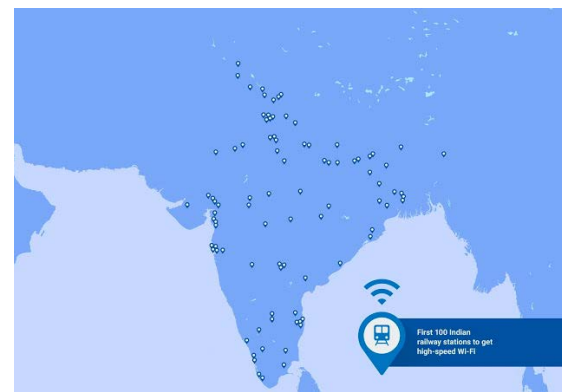 First 100 Indian
railway stations to get
high-speed Wi-Fi